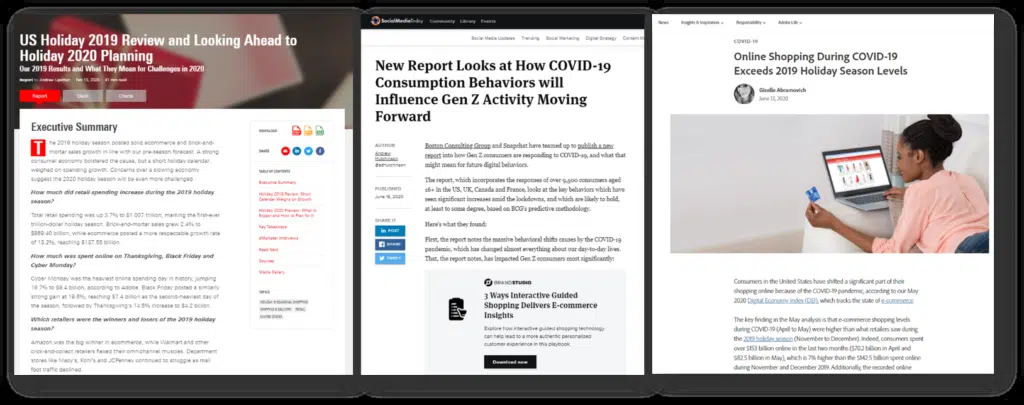 US Holiday 2019 Review and Looking Ahead to
Holiday 2020 Planning
Our 2019 Results and What They Mean for Challenges in 2020
Report by Andrew Lipsman · Feb 13, 2020 · 41 min read
Report
Charts
Executive Summary
The 2019 holiday season posted solid ecommerce and brick-and-
mortar sales growth in line with our pre-season forecast. A strong
consumer economy bolstered the cause, but a short holiday calendar
weighed on spending growth. Concerns over a slowing economy
suggest the 2020 holiday season will be even more challenged.
How much did retail spending increase during the 2019 holiday
season?
Total retail spending was up 3.7% to $1.007 trillion, marking the first-ever
trillion-dollar holiday season. Brick-and-mortar sales grew 2.4% to
while ecommerce posted a more respectable growth rate
of 13.2%, reaching
How much was spent online on Thanksgiving, Black Friday and
Cyber Monday?
Cyber Monday was the heaviest online spending day in history, jumping
19.7% to $9.4 billion, according to Adobe. Black Friday posted a similarly
strong gain at 19.6%, reaching $7.4 billion as the second-heaviest day of
the season, followed by Thanksgiving's 14.5% increase to $4.2 billion.
Which retailers were the winners and losers of the 2019 holiday
season?
Amazon was the big winner in ecommerce, while Walmart and other
click-and-collect retailers flexed their omnichannel muscles. Department
stores like Macy's, Kohl's and JCPenney continued to struggle as mall
foot traffic declined.
DOWNLOAD
SHARE
TABLE OF CONTENTS
Executive Summary
Holiday 2019 Review: Short
Calendar Weighs on Growth
Holiday 2020 Preview: What to
Expect and How to Plan for It
Key Takeaways
eMarketer Interviews
Read Next
Sources
Media Gallery
TOPICS
SocialMediaToday
Community
Library
Events
Social Media Updates
Trending
Social Marketing
Digital Strategy
Content M
New Report Looks at How COVID-19
Consumption Behaviors will
Influence Gen Z Activity Moving
Forward
AUTHOR
Andrew
Hutchinson
@adhutchinson
PUBLISHED
June 16, 2020
SHARE IT
POST
SHARE
TWEET
Boston Consulting Group and Snapchat have teamed up to publish a new
report into how Gen Z consumers are responding to COVID-19, and what that
might mean for future digital behaviors.
The report, which incorporates the responses of over 9,500 consumers aged
16+ in the US, UK, Canada and France, looks at the key behaviors which have
seen significant increases amid the lockdowns, and which are likely to hold,
at least to some degree, based on BCG's predictive methodology.
Here's what they found:
First, the report notes the massive behavioral shifts causes by the COVID-19
pandemic, which has changed almost everything about our day-to-day lives.
That, the report notes, has impacted Gen Z consumers most significantly:
BRANDSTUDIO
3 Ways Interactive Guided
Shopping Delivers E-commerce
Insights
Explore how interactive guided shopping technology
can help lead to a more authentic personalized
customer experience in this playbook
Download now
News
Insights & Inspiration
Responsibility
Adobe Life
COVID-19
Online Shopping During COVID-19
Exceeds 2019 Holiday Season Levels
Giselle Abramovich
June 12, 2020
Consumers in the United States have shifted a significant part of their
shopping online because of the COVID-19 pandemic, according to our May
2020 Digital Economy Index (DEI), which tracks the state of e-commerce
The key finding in the May analysis is that e-commerce shopping levels
during COVID-19 (April to May) were higher than what retailers saw during
the 2019 holiday season (November to December). Indeed, consumers spent
over $153 billion online in the last two months ($70.2 billion in April and
$82.5 billion in May), which is 7% higher than the $142.5 billion spent online
during November and December 2019. Additionally, the recorded online